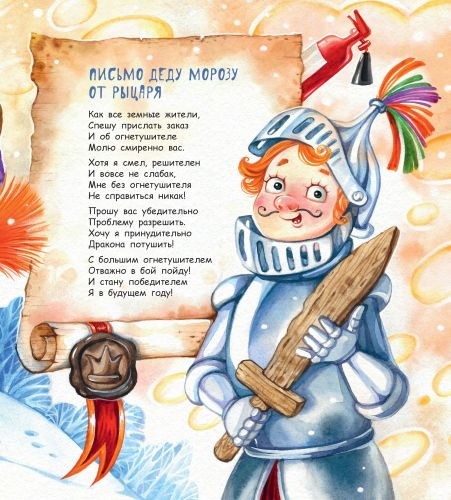 ПИСЬМО ДЕДУ МОРОЗУ
ОТ РЫЦАРЯ
Как все земные жители,
Спешу прислать заказ
И об огнетушителе
Молю смиренно вас.
Хотя я смел, решителен
И вовсе не слабак,
Мне без огнетушителя
Не справиться никак!
Прошу вас убедительно
Проблему разрешить.
Хочу я принудительно
Дракона потушить!
С большим огнетушителем
Отважно в бой пойду!
И стану победителем
Я в будущем году!